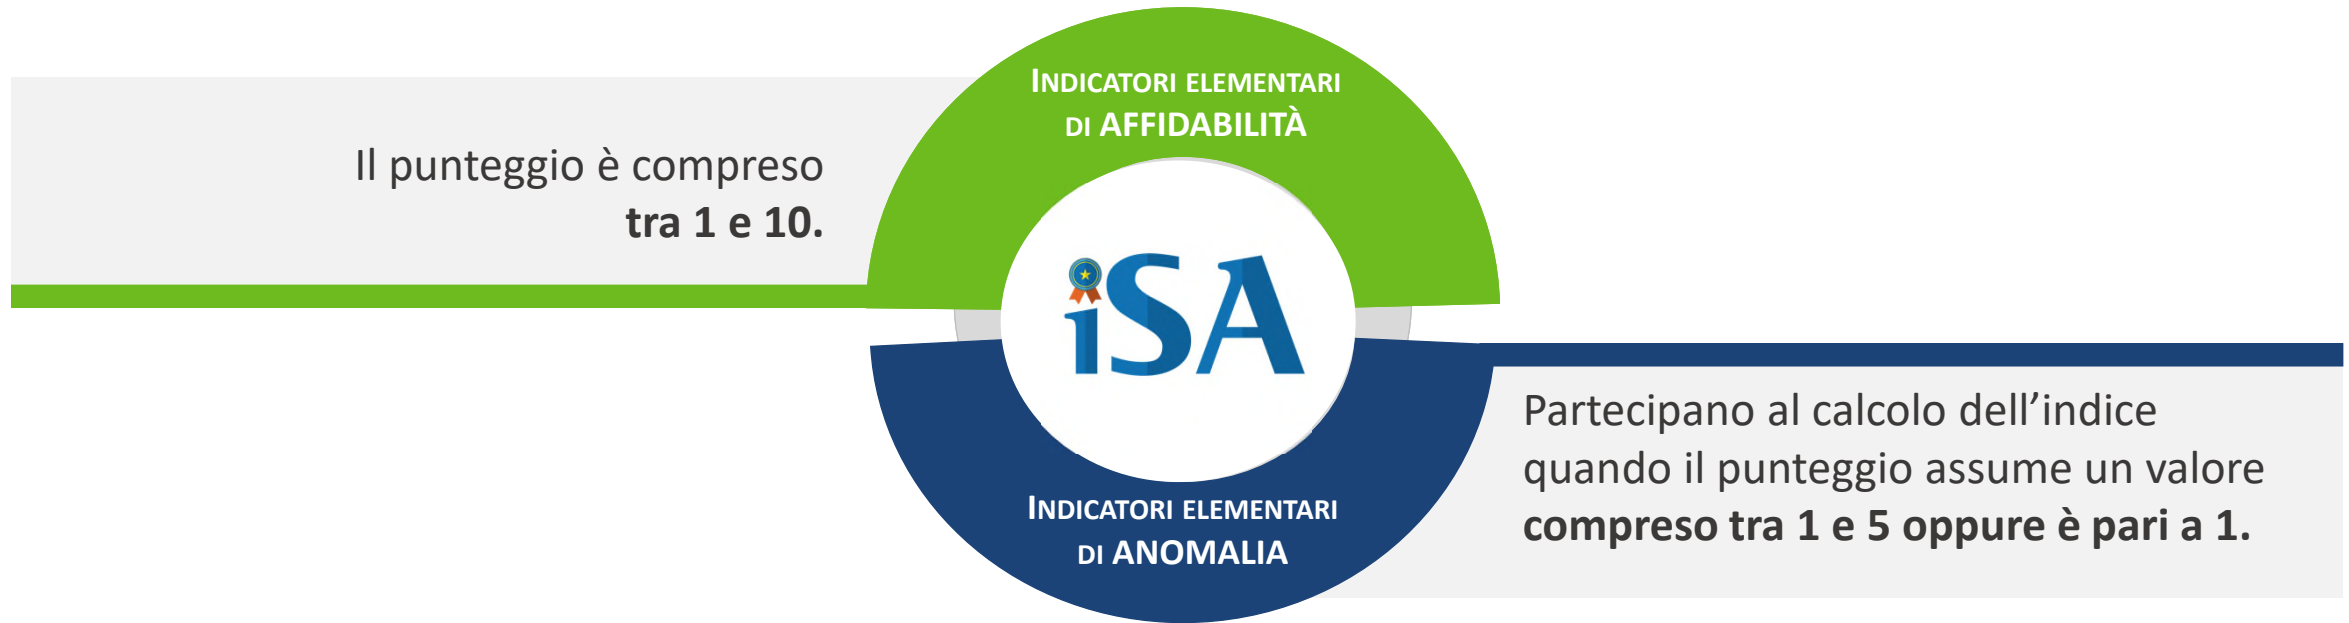 INDICATORI ELEMENTARI
DI AFFIDABILITÀ
Il punteggio è compreso
tra 1 e 10.
iSA
Partecipano al calcolo dell’indice
quando il punteggio assume un valore
compreso tra 1 e 5 oppure è pari a 1.
INDICATORI ELEMENTARI
DI ANOMALIA